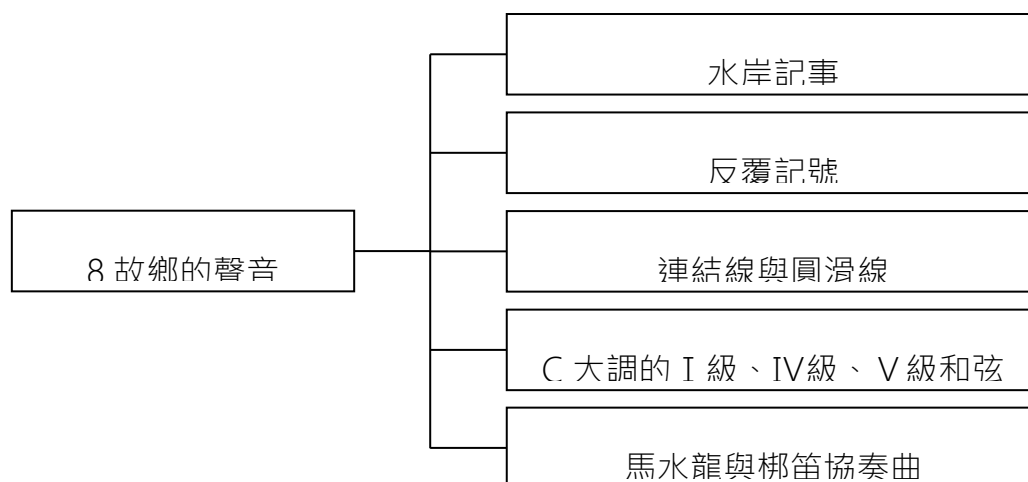 8 故鄉的聲音
水岸記事
反覆記號
連結線與圓滑線
C 大調的 I 級、IV級、V 級和弦
馬水龍與梆笛協奏曲